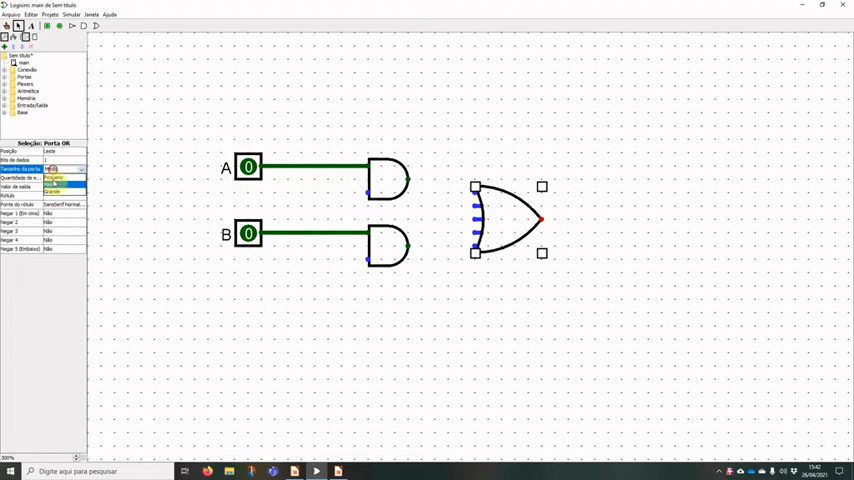 Logisim: main de Sem título
Arquivo Editar Projeto Simular Janela Ajuda
A
Sem título*
main
Conexão
Portas
Plexers
Aritmética
Memória
Entrada/Saída
Base
Seleção: Porta OR
Posição Leste
Bits de dados 1
Tamanho da porta
Quantidade de e... Pequeno
Valor de saída
Grande
Rótulo
Fonte do rótulo SansSerif Normal...
Negar 1 (Em cima) Não
Negar 2 Não
Negar 3 Não
Negar 4 Não
Negar 5 (Embaixo) Não
A 0
B 0
300%
Digite aqui para pesquisar
15:42
26/04/2021